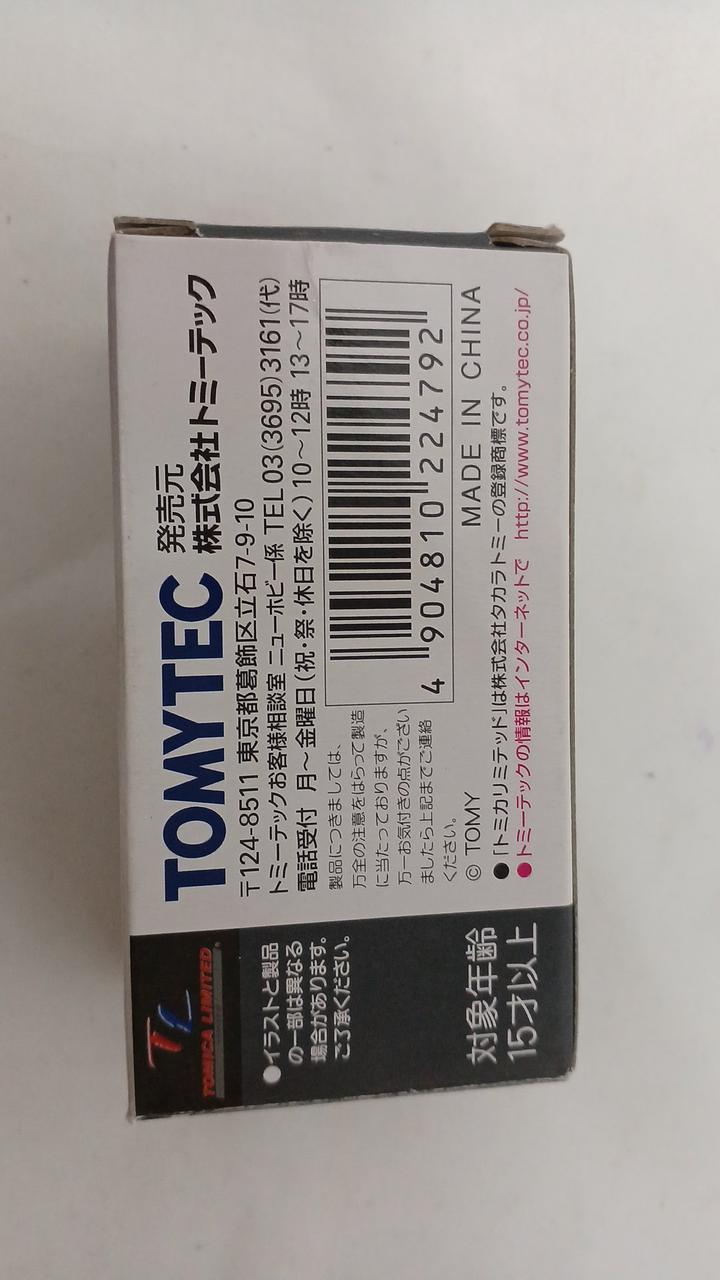 TL
TOMICA LIMITED
●イラストと製品
の一部は異なる
場合があります。
ご了承ください。
対象年齢
15才以上
TOMYTEC
発売元
株式会社トミーテック
〒124-8511 東京都葛飾区立石7-9-10
トミーテックお客様相談室 ニューホビー係 TEL 03(3695)3161(代)
電話受付 月～金曜日(祝・祭・休日を除く)10～12時 13～17時
製品につきましては、
万全の注意をはらって製造
に当たっておりますが、
万一お気付きの点がござい
ましたら上記までご連絡
ください。
4 904810 224792
© TOMY
MADE IN CHINA
●「トミカリミテッド」は株式会社タカラトミーの登録商標です。
●トミーテックの情報はインターネットで http://www.tomytec.co.jp/